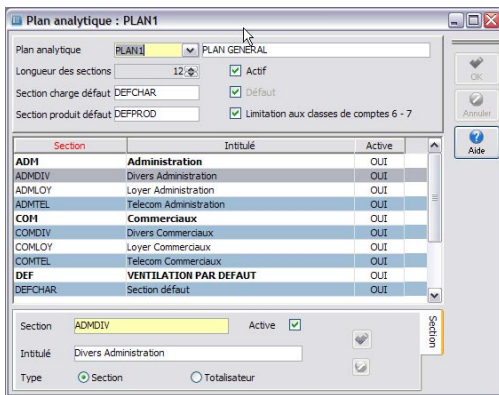 Plan analytique : PLAN1
Plan analytique PLAN1 PLAN GENERAL
Longueur des sections 12 Actif
Section charge défaut DEFCHAR Défaut
Section produit défaut DEFPROD Limitation aux classes de comptes 6 - 7
OK
Annuler
Aide
Section Intitulé Active
ADM Administration OUI
ADMDIV Divers Administration OUI
ADMLOY Loyer Administration OUI
ADMTEL Telecom Administration OUI
COM Commerciaux OUI
COMDIV Divers Commerciaux OUI
COMLOY Loyer Commerciaux OUI
COMTEL Telecom Commerciaux OUI
DEF VENTILATION PAR DEFAUT OUI
DEFCHAR Section défaut OUI
Section ADMDIV Active
Intitulé Divers Administration
Type Section Totalisateur
Section